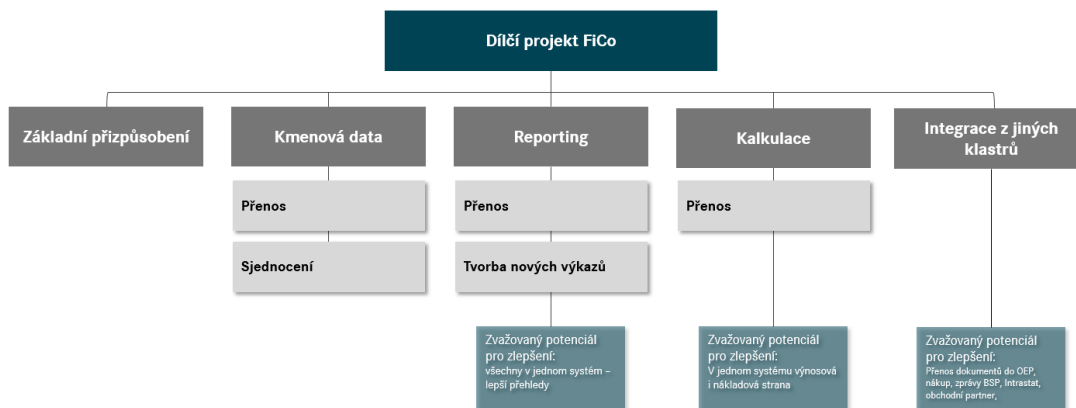 Dílčí projekt FiCo
Základní přizpůsobení
Kmenová data
Reporting
Kalkulace
Integrace z jiných
klastrů
Přenos
Přenos
Přenos
Sjednocení
Tvorba nových výkazů
Zvažovaný potenciál
pro zlepšení:
všechny v jednom systém –
lepší přehledy
Zvažovaný potenciál
pro zlepšení:
V jednom systému výnosová
i nákladová strana
Zvažovaný potenciál
pro zlepšení:
Přenos dokumentů do OEP,
nákup, zprávy BSP, Intrastat,
obchodní partner,